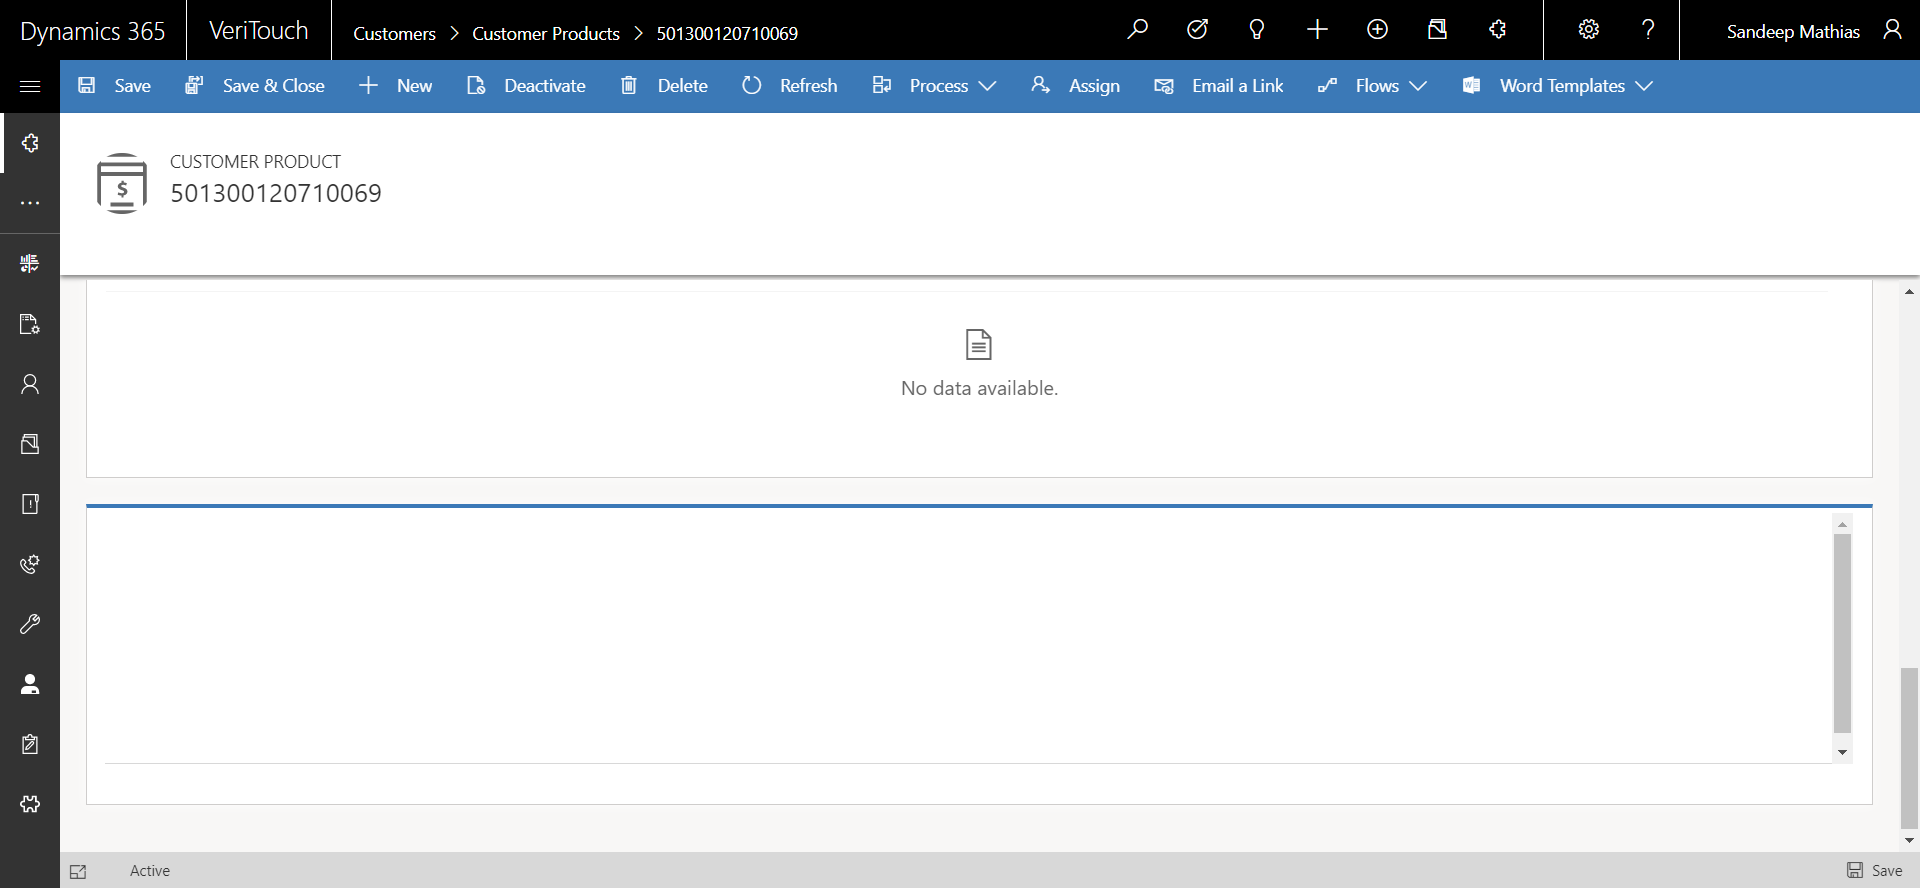 Dynamics 365
VeriTouch
Customers > Customer Products > 501300120710069
Sandeep Mathias
Save
Save & Close
New
Deactivate
Delete
Refresh
Process
Assign
Email a Link
Flows
Word Templates
CUSTOMER PRODUCT
501300120710069
No data available.
Active
Save